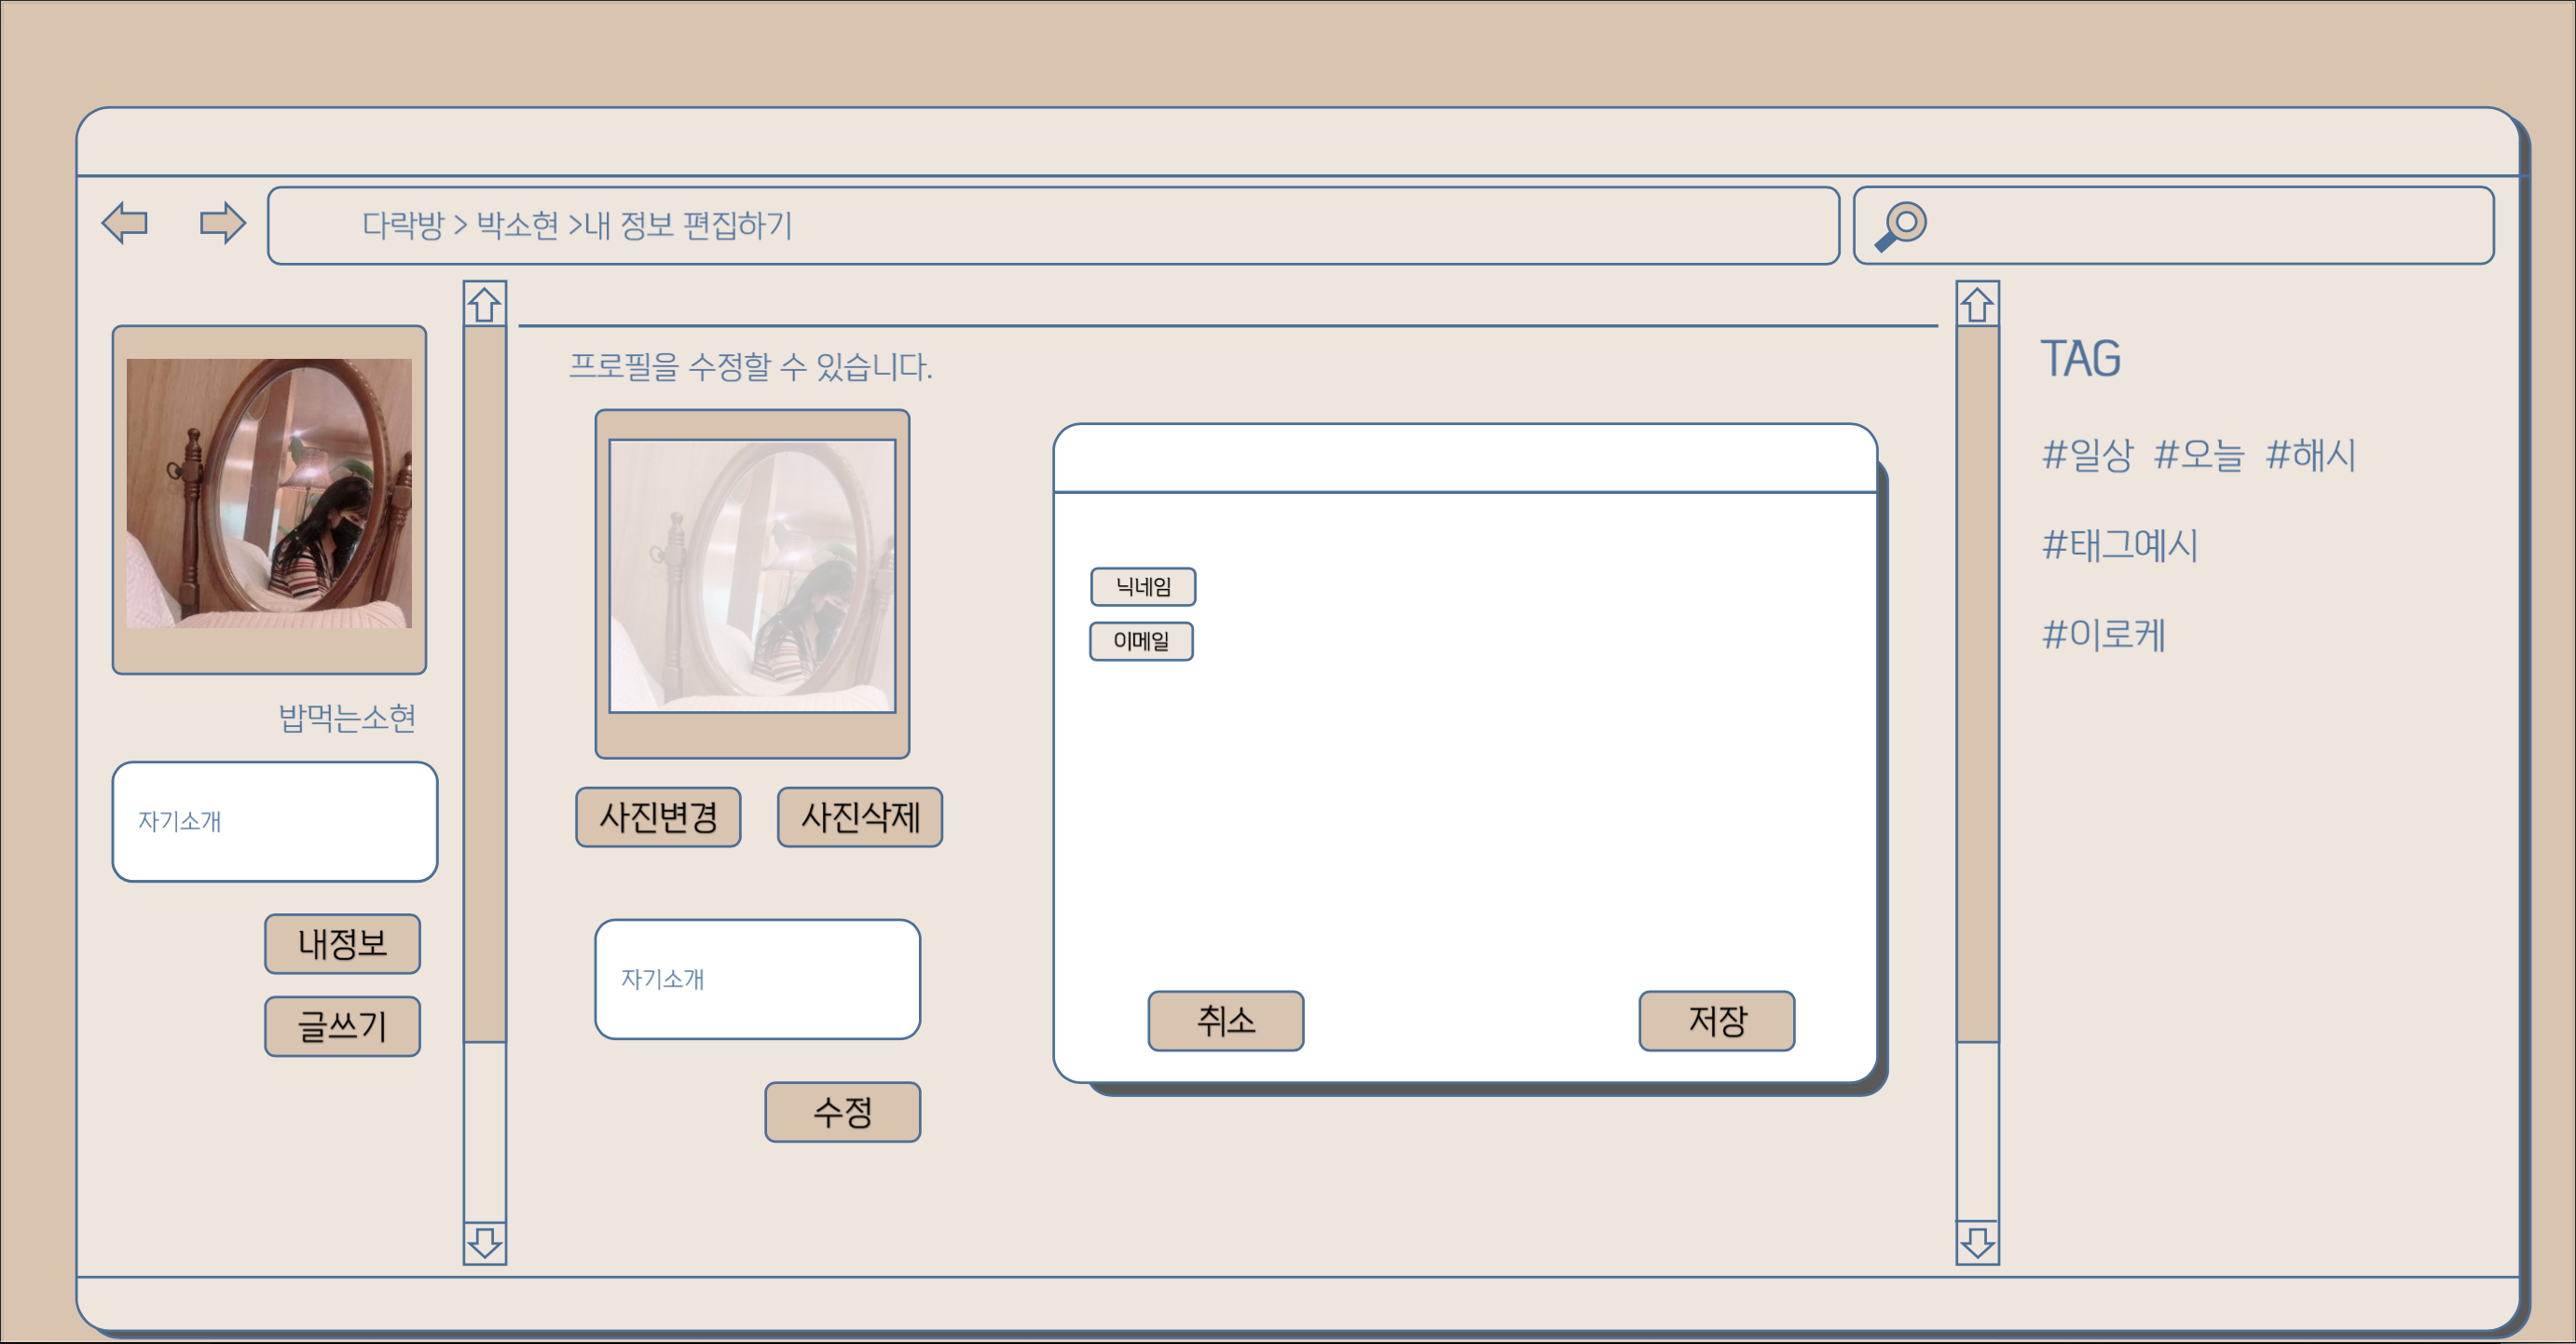 다락방 > 박소현 >내 정보 편집하기
밥먹는소현
자기소개
내정보
글쓰기
프로필을 수정할 수 있습니다.
사진변경 사진삭제
자기소개
수정
닉네임
이메일
취소 저장
TAG
#일상 #오늘 #해시
#태그예시
#이로케